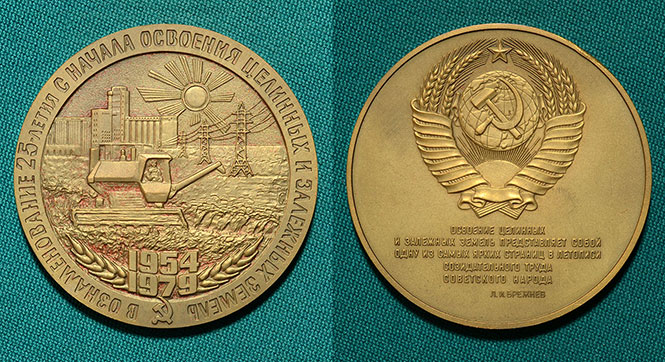 В ОЗНАМЕНОВАНИЕ 25-ЛЕТИЯ С НАЧАЛА ОСВОЕНИЯ ЦЕЛИННЫХ И ЗАЛЕЖНЫХ ЗЕМЕЛЬ
1954
1979
ОСВОЕНИЕ ЦЕЛИННЫХ
И ЗАЛЕЖНЫХ ЗЕМЕЛЬ ПРЕДСТАВЛЯЕТ СОБОЙ
ОДНУ ИЗ САМЫХ ЯРКИХ СТРАНИЦ В ЛЕТОПИСИ
СОЗИДАТЕЛЬНОГО ТРУДА
СОВЕТСКОГО НАРОДА
Л.И.БРЕЖНЕВ